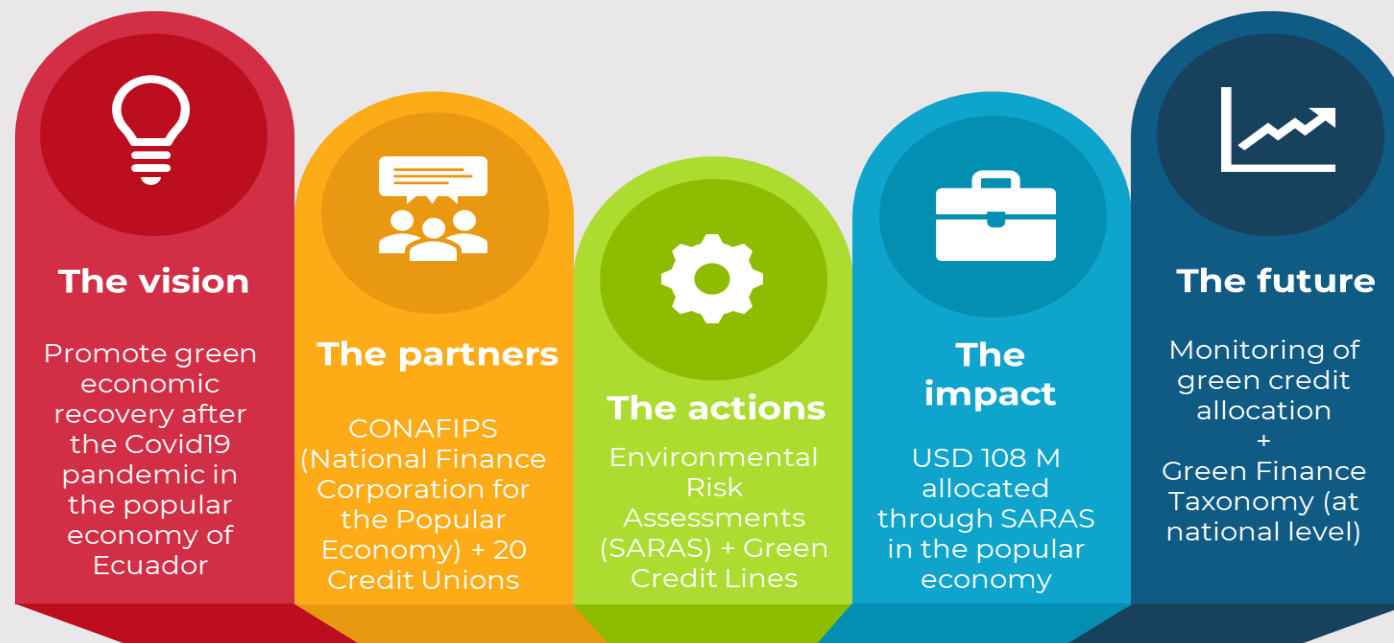 The vision
Promote green
economic
recovery after
the Covid19
pandemic in
the popular
economy of
Ecuador
The partners
CONAFIPS
(National Finance
Corporation for
the Popular
Economy) + 20
Credit Unions
The actions
Environmental
Risk
Assessments
(SARAS) + Green
Credit Lines
The
impact
USD 108 M
allocated
through SARAS
in the popular
economy
The future
Monitoring of
green credit
allocation
+
Green Finance
Taxonomy (at
national level)